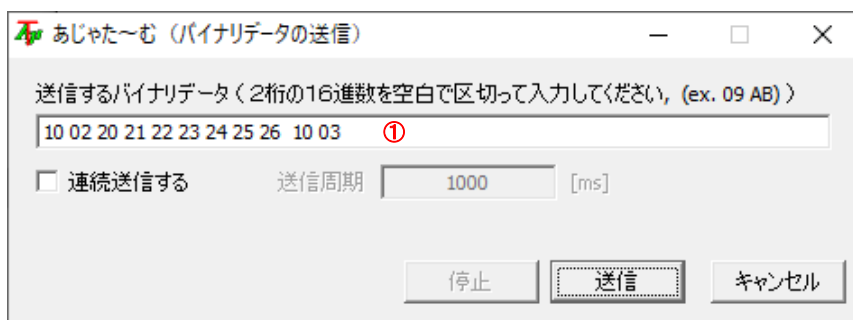 あじゃた～む（バイナリデータの送信）
送信するバイナリデータ（２桁の16進数を空白で区切って入力してください, (ex. 09 AB) ）
10 02 20 21 22 23 24 25 26  10 03 ①
連続送信する 送信周期 1000 [ms]
停止 送信 キャンセル